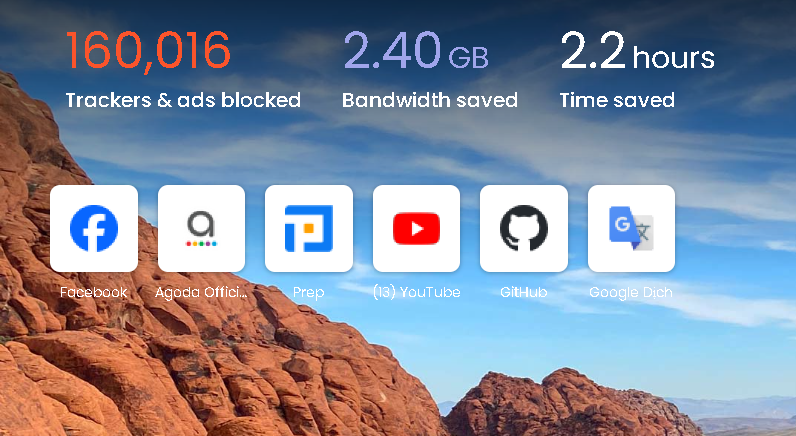 160,016 2.40 GB 2.2 hours
Trackers & ads blocked Bandwidth saved Time saved
Facebook Agoda Offici... Prep (13) YouTube GitHub Google Dich